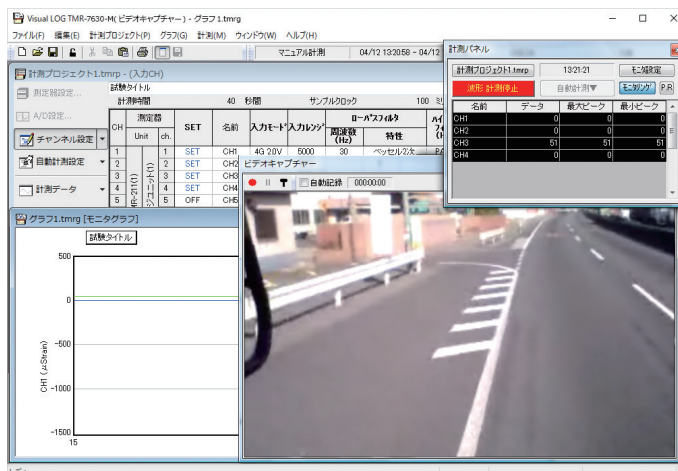 Visual LOG TMR-7630-M( ビデオキャプチャー) - グラフ1.tmrg
ファイル(F) 編集(E) 計測プロジェクト(P) グラフ(G) 計測(M) ウィンドウ(W) ヘルプ(H)
マニュアル計測 04/12 13:20:58 - 04/12
計測プロジェクト1.tmrp - (入力CH)
測定器設定...
A/D設定...
チャンネル設定
自動計測設定
計測データ
試験タイトル
計測時間 40 秒間 サンプルクロック 100
CH 測定器 SET 名前 入力モード 入力レンジ ローパスフィルタ
Unit ch. 周波数(Hz) 特性
1 1 SET CH1 4G 2.0V 5000 30 ベッセル2次
2 2 SET CH2
3 3 SET CH3
4 4 SET CH4
5 5 OFF CH5
計測パネル
計測プロジェクト1.tmrp 13:21:21 モニタ設定
波形 計測停止 自動計測▼ モニタリング P.R
名前 データ 最大ピーク 最小ピーク
CH1 0 0 0
CH2 0 0 0
CH3 51 51 51
CH4 0 0 0
ビデオキャプチャー
自動記録 00:00:00
グラフ1.tmrg [モニタグラフ]
試験タイトル
500
0
-500
-1000
-1500
15
CH1 (μStrain)